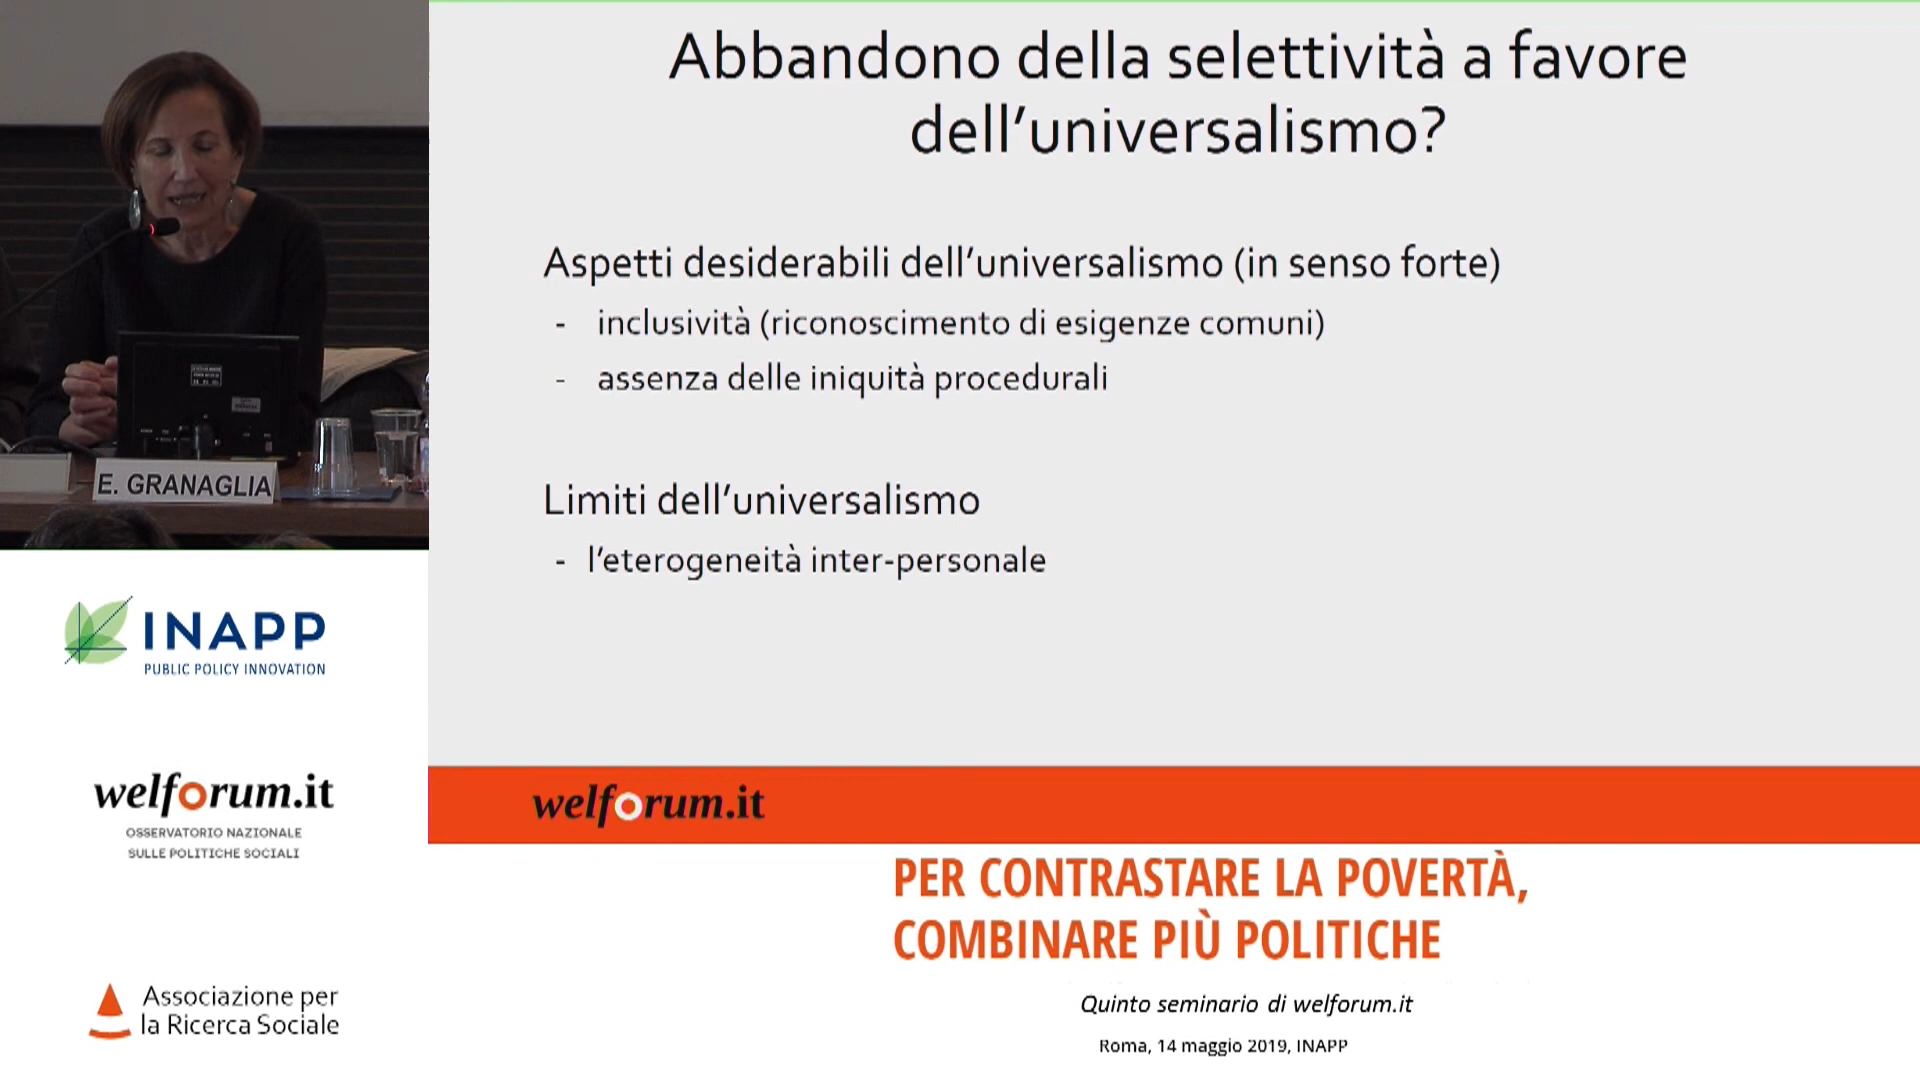 Abbandono della selettività a favore
dell'universalismo?
Aspetti desiderabili dell'universalismo (in senso forte)
- inclusività (riconoscimento di esigenze comuni)
- assenza delle iniquità procedurali
Limiti dell'universalismo
- l'eterogeneità inter-personale
E. GRANAGLIA
INAPP
PUBLIC POLICY INNOVATION
welforum.it
OSSERVATORIO NAZIONALE
SULLE POLITICHE SOCIALI
Associazione per
la Ricerca Sociale
welforum.it
PER CONTRASTARE LA POVERTÀ,
COMBINARE PIÙ POLITICHE
Quinto seminario di welforum.it
Roma, 14 maggio 2019, INAPP